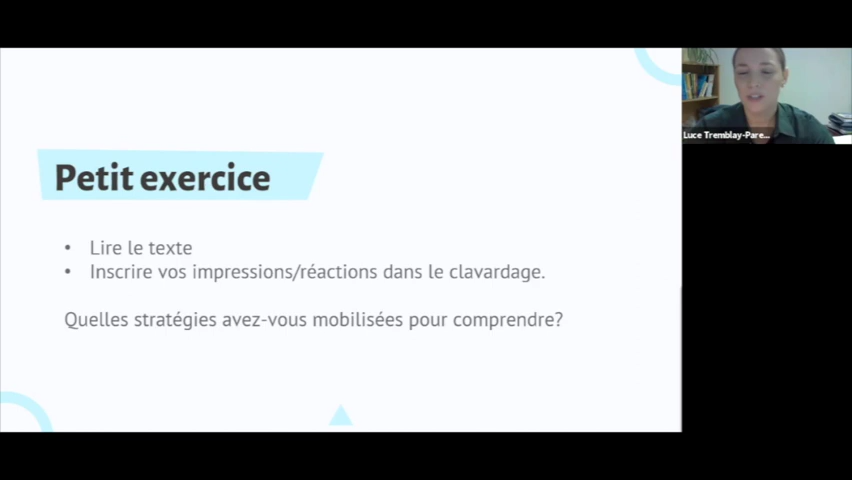 Petit exercice
• Lire le texte
• Inscrire vos impressions/réactions dans le clavardage.
Quelles stratégies avez-vous mobilisées pour comprendre?
Luce Tremblay-Pare...